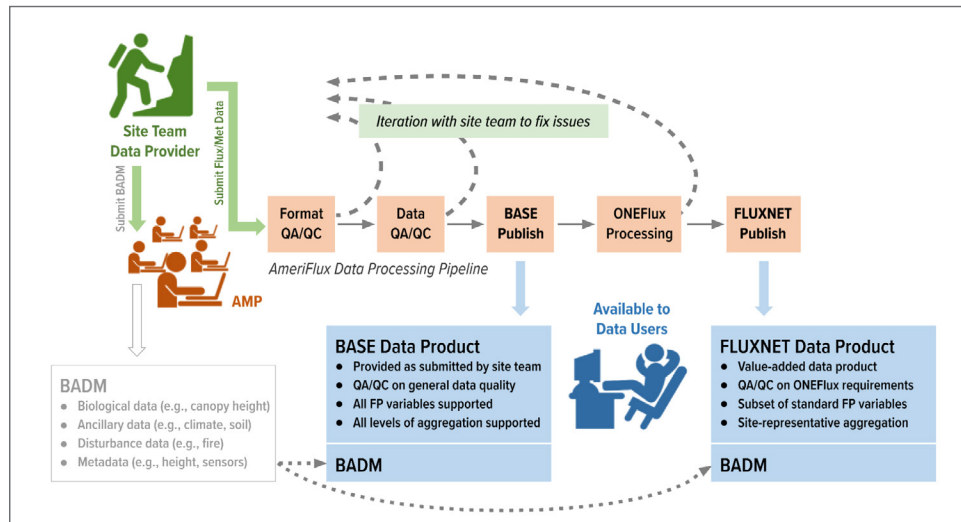 Iteration with site team to fix issues
Site Team
Data Provider
Submit BADM
Submit Flux/Met Data
Format
QA/QC
Data
QA/QC
BASE
Publish
ONEFlux
Processing
FLUXNET
Publish
AmeriFlux Data Processing Pipeline
AMP
Available to
Data Users
BADM
● Biological data (e.g., canopy height)
● Ancillary data (e.g., climate, soil)
● Disturbance data (e.g., fire)
● Metadata (e.g., height, sensors)
BASE Data Product
● Provided as submitted by site team
● QA/QC on general data quality
● All FP variables supported
● All levels of aggregation supported
BADM
FLUXNET Data Product
● Value-added data product
● QA/QC on ONEFlux requirements
● Subset of standard FP variables
● Site-representative aggregation
BADM